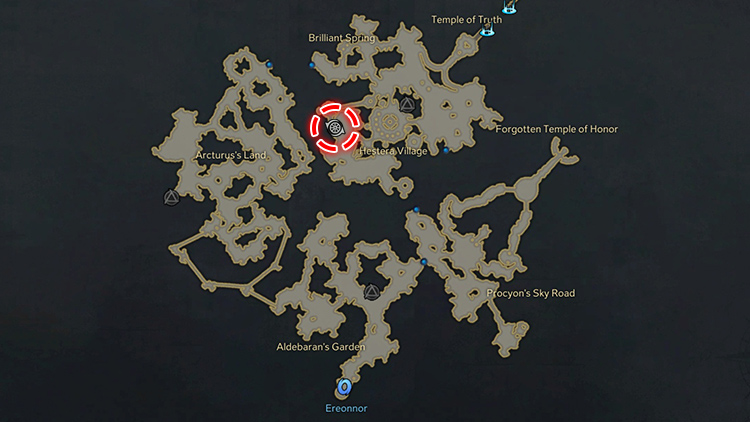 Temple of Truth
Brilliant Spring
Forgotten Temple of Honor
Hestera Village
Arcturus's Land
Procyon's Sky Road
Aldebaran's Garden
Ereonnor